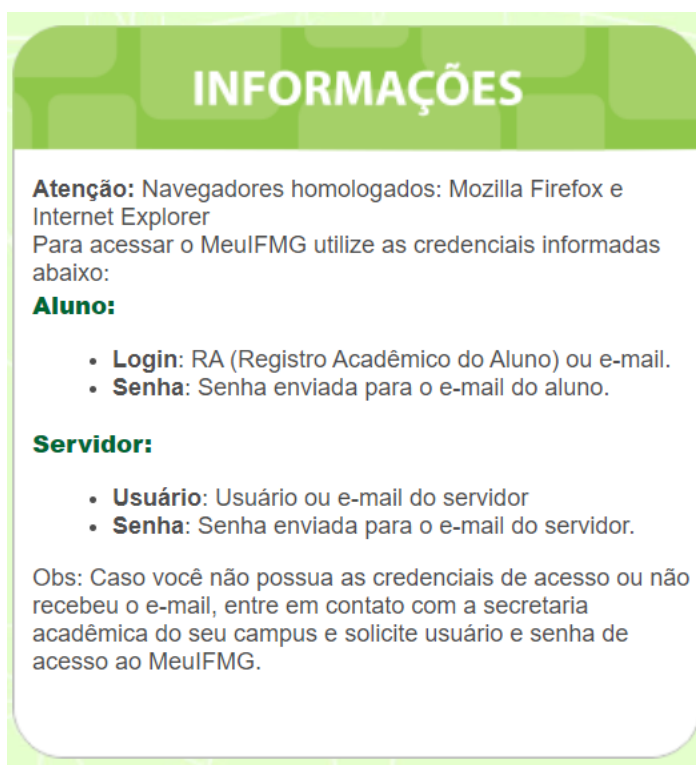 INFORMAÇÕES
Atenção: Navegadores homologados: Mozilla Firefox e
Internet Explorer
Para acessar o MeuIFMG utilize as credenciais informadas
abaixo:
Aluno:
• Login: RA (Registro Acadêmico do Aluno) ou e-mail.
• Senha: Senha enviada para o e-mail do aluno.
Servidor:
• Usuário: Usuário ou e-mail do servidor
• Senha: Senha enviada para o e-mail do servidor.
Obs: Caso você não possua as credenciais de acesso ou não
recebeu o e-mail, entre em contato com a secretaria
acadêmica do seu campus e solicite usuário e senha de
acesso ao MeuIFMG.